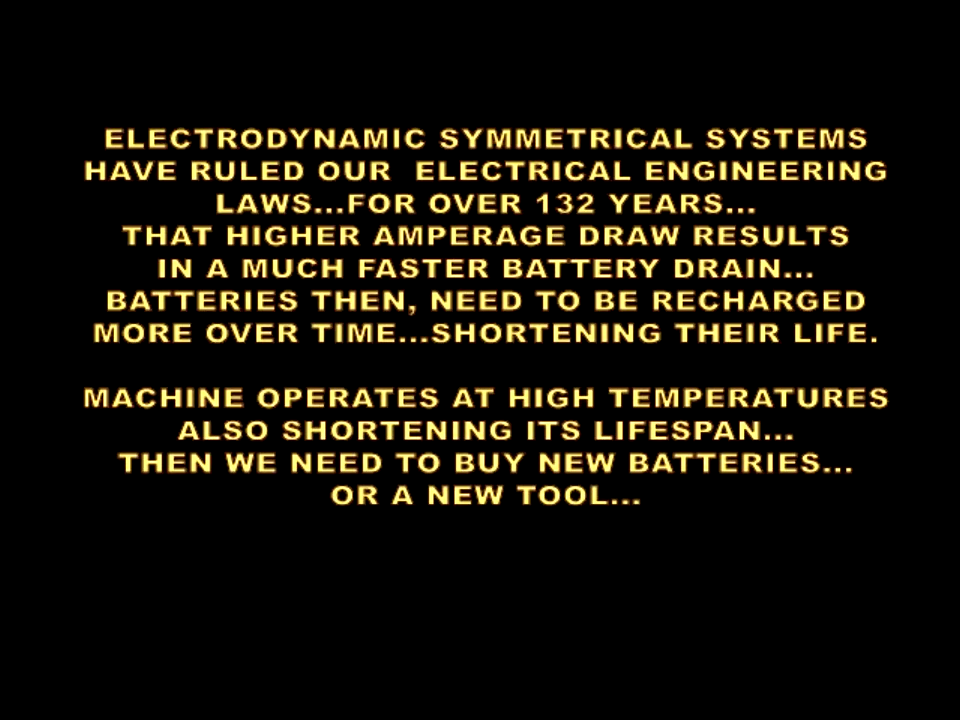 ELECTRODYNAMIC SYMMETRICAL SYSTEMS
HAVE RULED OUR  ELECTRICAL ENGINEERING
LAWS...FOR OVER 132 YEARS...
THAT HIGHER AMPERAGE DRAW RESULTS
IN A MUCH FASTER BATTERY DRAIN...
BATTERIES THEN, NEED TO BE RECHARGED
MORE OVER TIME...SHORTENING THEIR LIFE.

MACHINE OPERATES AT HIGH TEMPERATURES
ALSO SHORTENING ITS LIFESPAN...
THEN WE NEED TO BUY NEW BATTERIES...
OR A NEW TOOL...